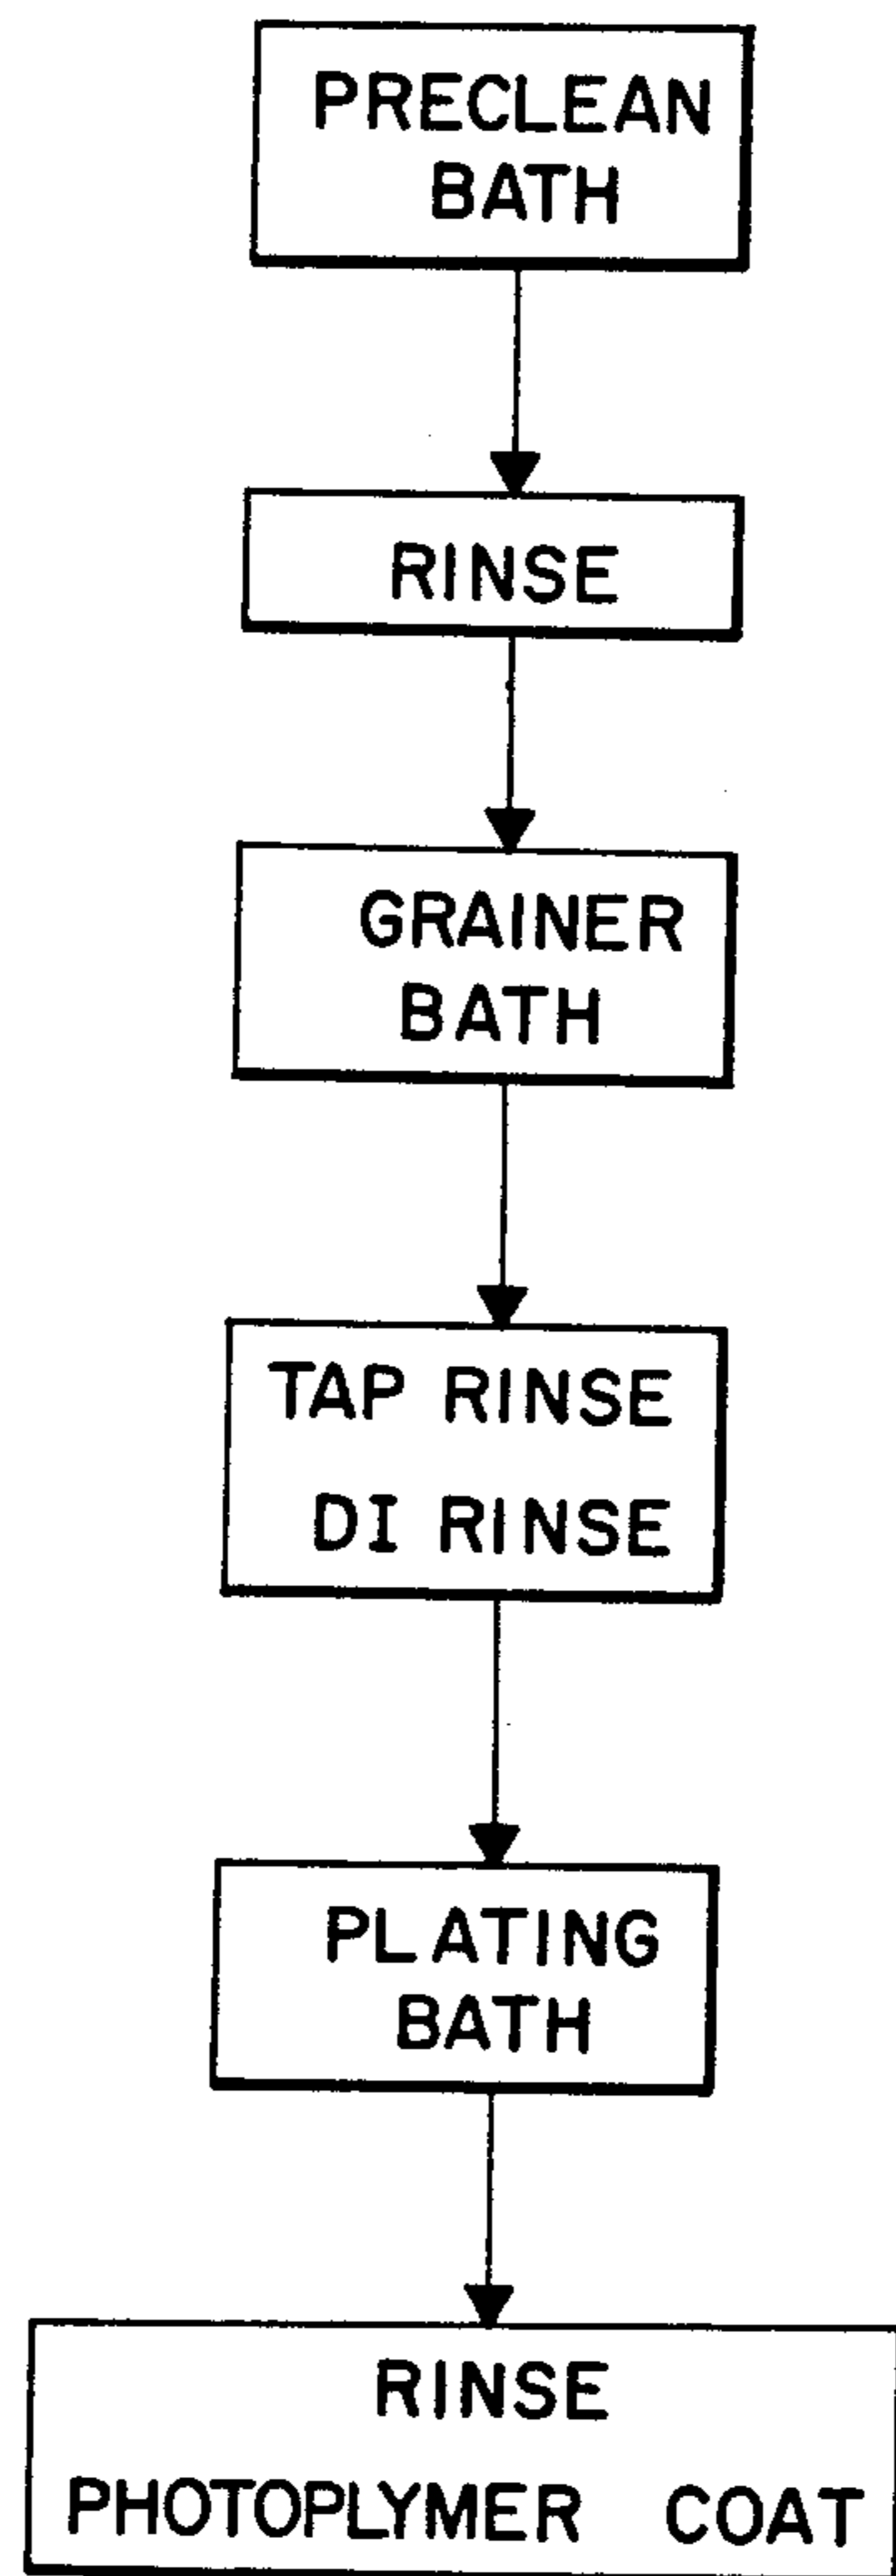 PRECLEAN
BATH
RINSE
GRAINER
BATH
TAP RINSE
DI RINSE
PLATING
BATH
RINSE
PHOTOPLYMER COAT